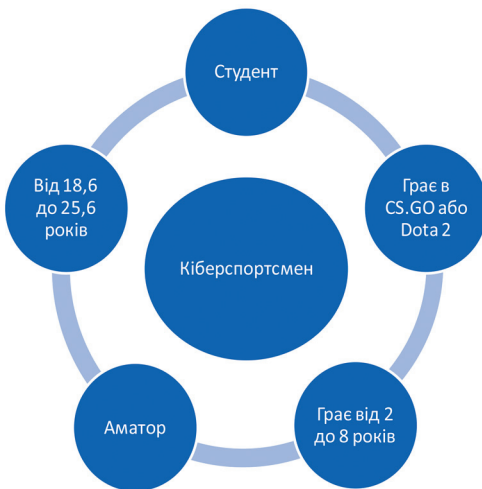 Студент
Грає в
CS.GO або
Dota 2
Грає від 2
до 8 років
Аматор
Від 18,6
до 25,6
років
Кіберспортсмен